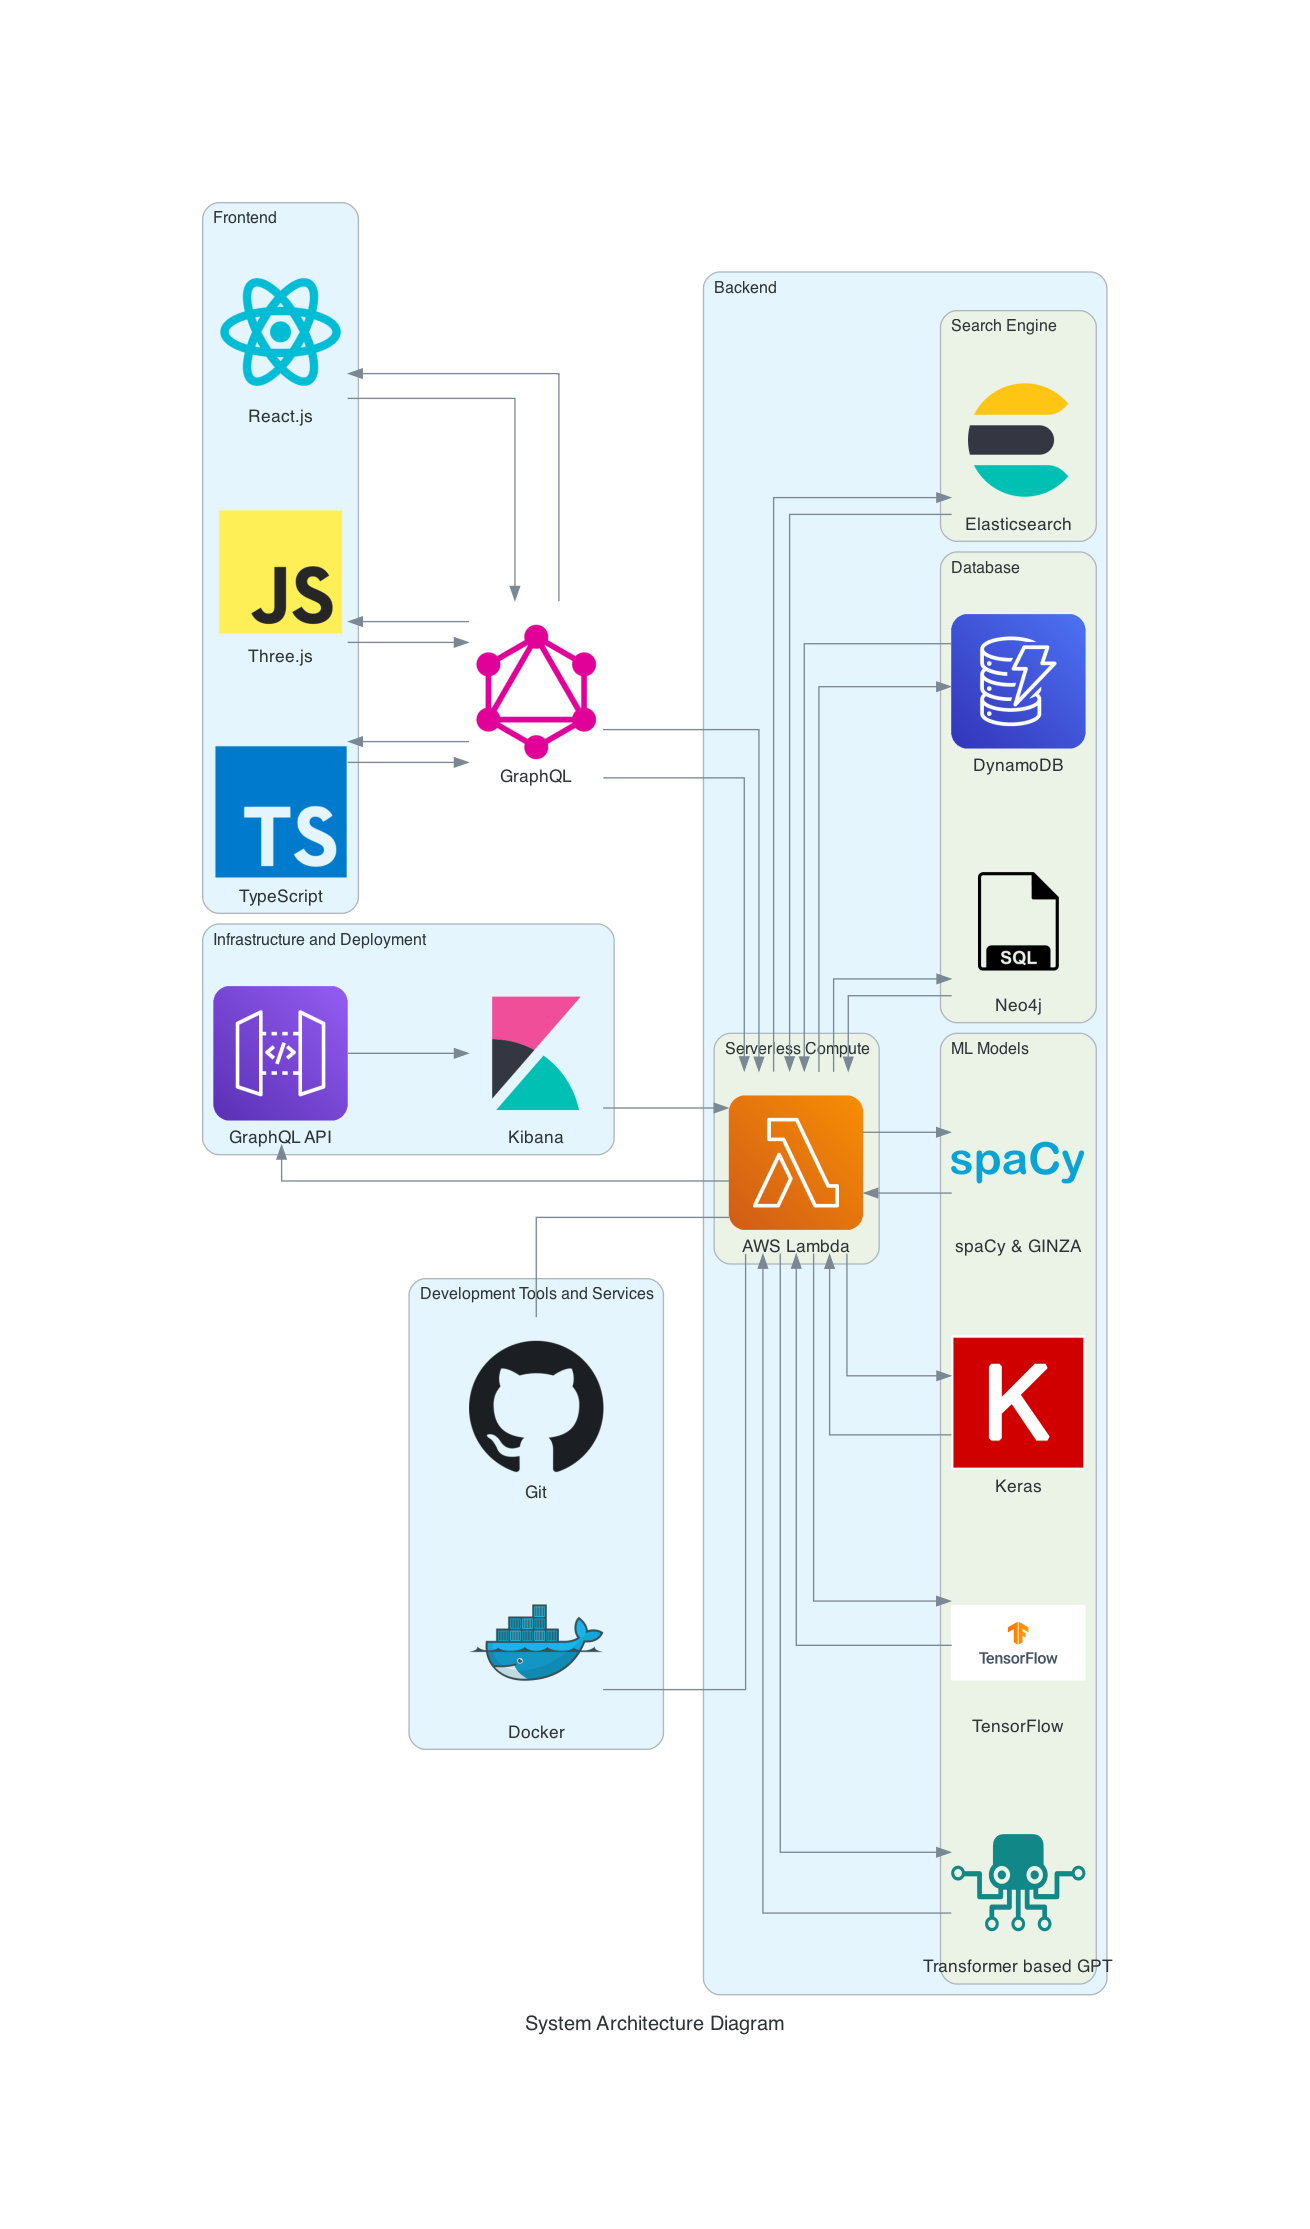 Frontend
React.js
JS
Three.js
TS
TypeScript
GraphQL
Infrastructure and Deployment
</>
GraphQL API
Kibana
Development Tools and Services
Git
Docker
Backend
Search Engine
Elasticsearch
Database
DynamoDB
SQL
Neo4j
Serverless Compute
AWS Lambda
ML Models
spaCy
spaCy & GINZA
K
Keras
TensorFlow
TensorFlow
Transformer based GPT
System Architecture Diagram